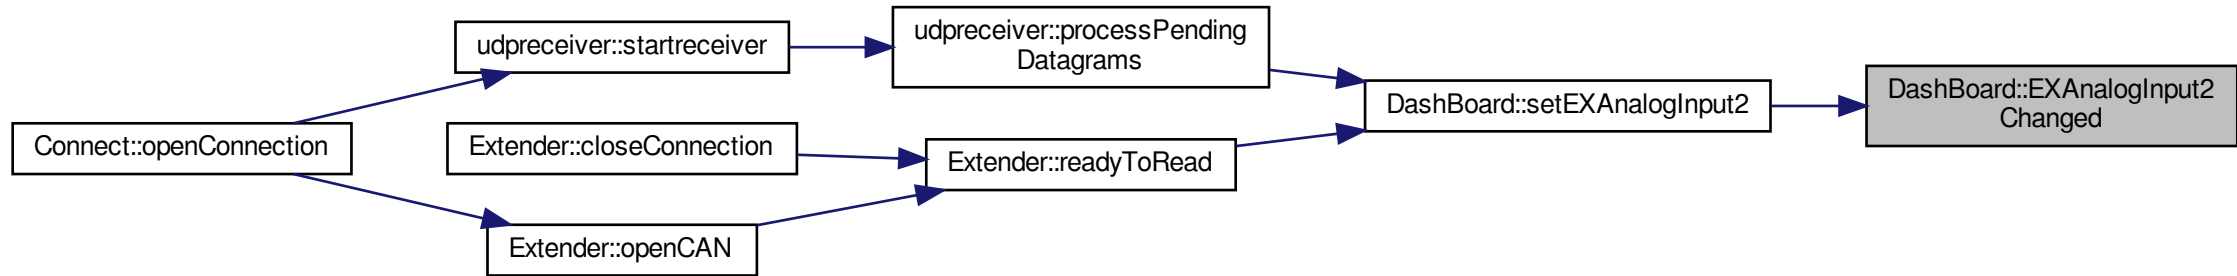 udpreceiver::processPending
Datagrams
udpreceiver::startreceiver
DashBoard::setEXAnalogInput2
DashBoard::EXAnalogInput2
Changed
Connect::openConnection
Extender::closeConnection
Extender::readyToRead
Extender::openCAN